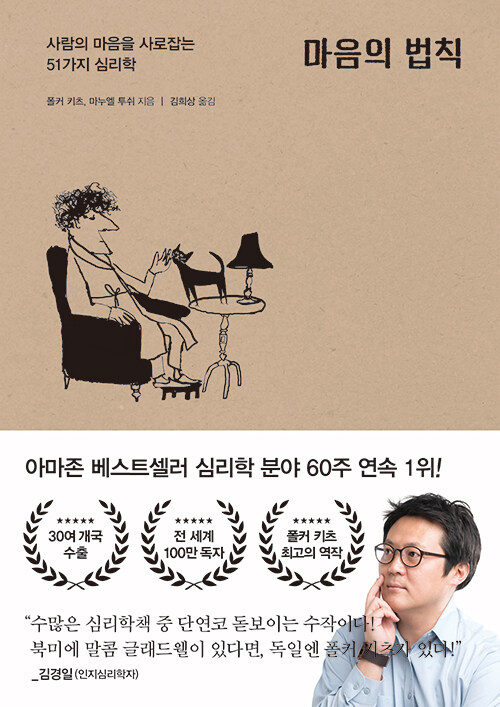 사람의 마음을 사로잡는
51가지 심리학
마음의 법칙
폴커 키츠, 마누엘 투쉬 지음 | 김희상 옮김
아마존 베스트셀러 심리학 분야 60주 연속 1위!
★★★★★
30여 개국
수출
★★★★★
전 세계
100만 독자
★★★★★
폴커 키츠
최고의 역작
“수많은 심리학책 중 단연코 돋보이는 수작이다!
북미에 말콤 글래드웰이 있다면, 독일엔 폴커 키츠가 있다!”
_김경일(인지심리학자)